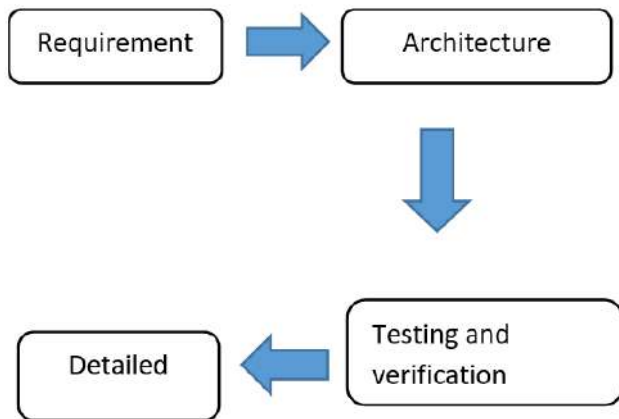 Requirement
Architecture
Testing and
verification
Detailed